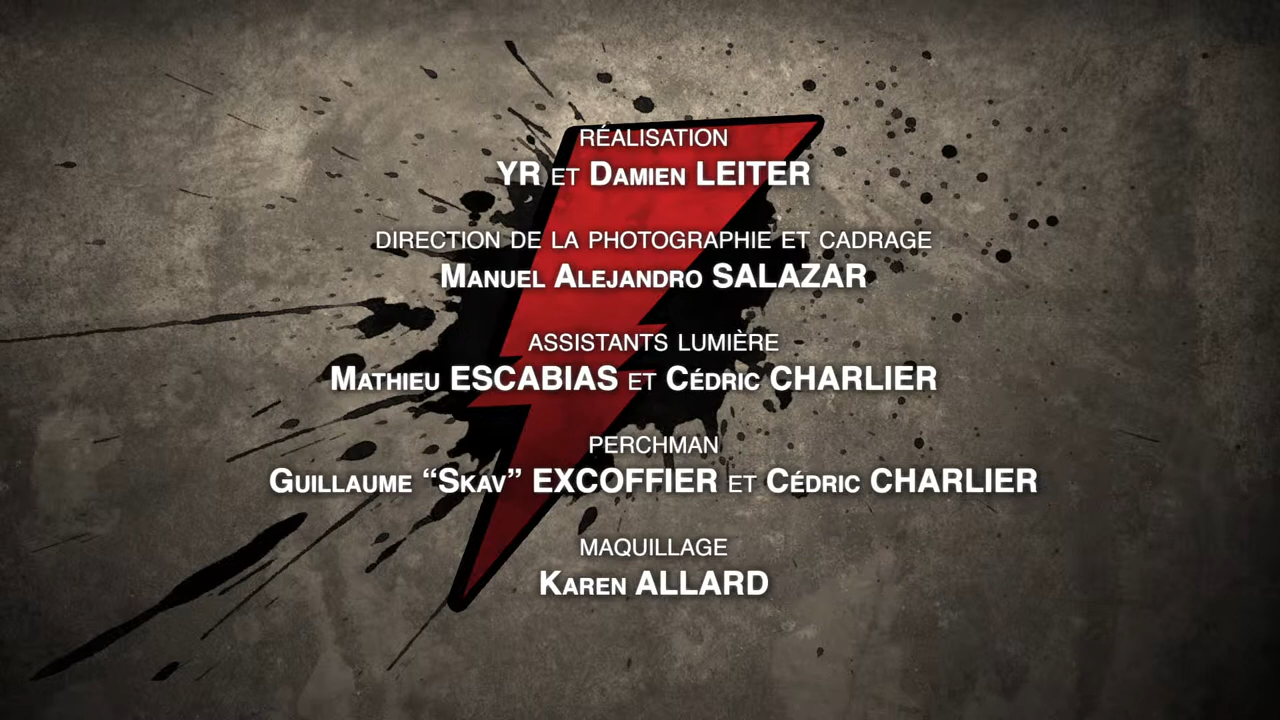 RÉALISATION
YR ET DAMIEN LEITER
DIRECTION DE LA PHOTOGRAPHIE ET CADRAGE
MANUEL ALEJANDRO SALAZAR
ASSISTANTS LUMIÈRE
MATHIEU ESCABIAS ET CÉDRIC CHARLIER
PERCHMAN
GUILLAUME “SKAV” EXCOFFIER ET CÉDRIC CHARLIER
MAQUILLAGE
KAREN ALLARD